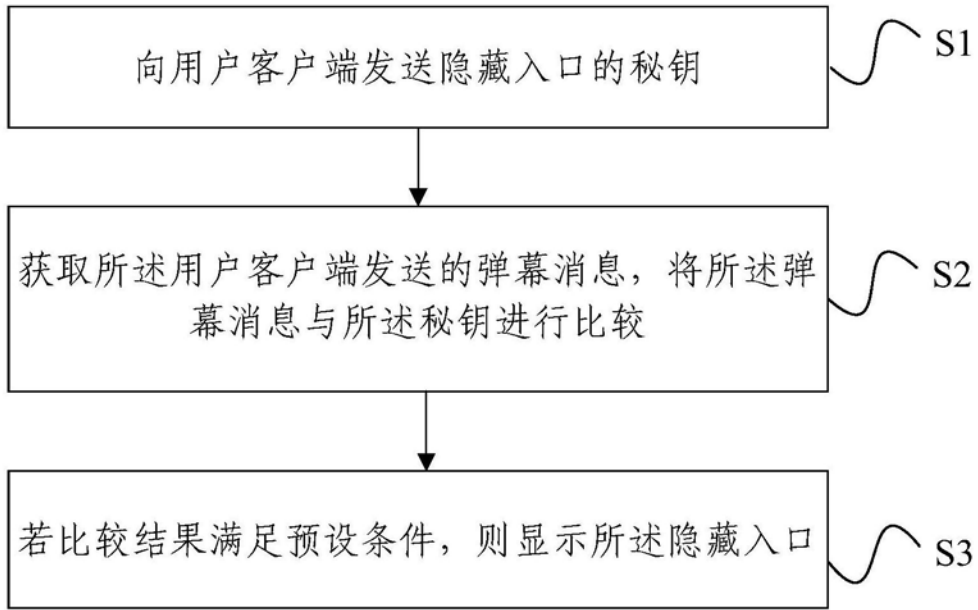 向用户客户端发送隐藏入口的秘钥
S1
获取所述用户客户端发送的弹幕消息，将所述弹
幕消息与所述秘钥进行比较
S2
若比较结果满足预设条件，则显示所述隐藏入口
S3